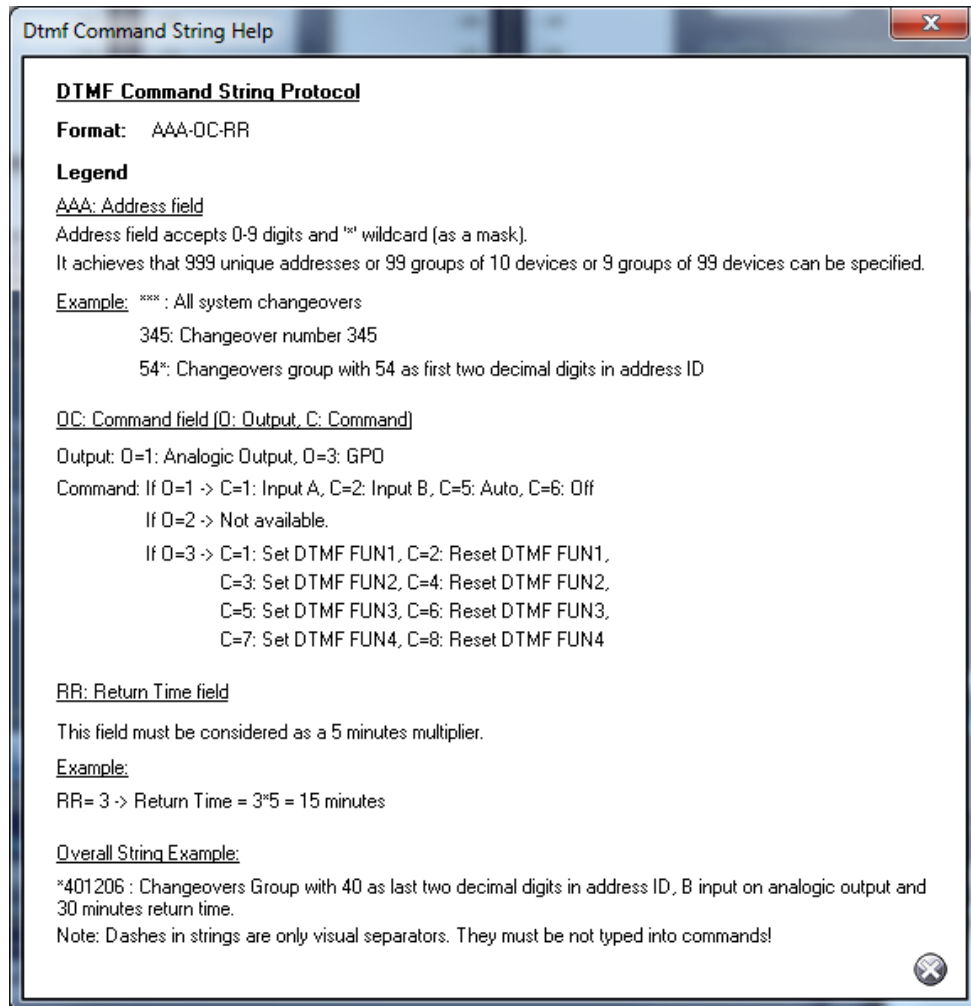 Dtmf Command String Help
DTMF Command String Protocol
Format: AAA-OC-RR
Legend
AAA: Address field
Address field accepts 0-9 digits and '*' wildcard (as a mask).
It achieves that 999 unique addresses or 99 groups of 10 devices or 9 groups of 99 devices can be specified.
Example: *** : All system changeovers
345: Changeover number 345
54*: Changeovers group with 54 as first two decimal digits in address ID
OC: Command field (O: Output, C: Command)
Output: O=1: Analogic Output, O=3: GPO
Command: If O=1 -> C=1: Input A, C=2: Input B, C=5: Auto, C=6: Off
If O=2 -> Not available.
If O=3 -> C=1: Set DTMF FUN1, C=2: Reset DTMF FUN1,
C=3: Set DTMF FUN2, C=4: Reset DTMF FUN2,
C=5: Set DTMF FUN3, C=6: Reset DTMF FUN3,
C=7: Set DTMF FUN4, C=8: Reset DTMF FUN4
RR: Return Time field
This field must be considered as a 5 minutes multiplier.
Example:
RR= 3 -> Return Time = 3*5 = 15 minutes
Overall String Example:
*401206 : Changeovers Group with 40 as last two decimal digits in address ID, B input on analogic output and
30 minutes return time.
Note: Dashes in strings are only visual separators. They must be not typed into commands!